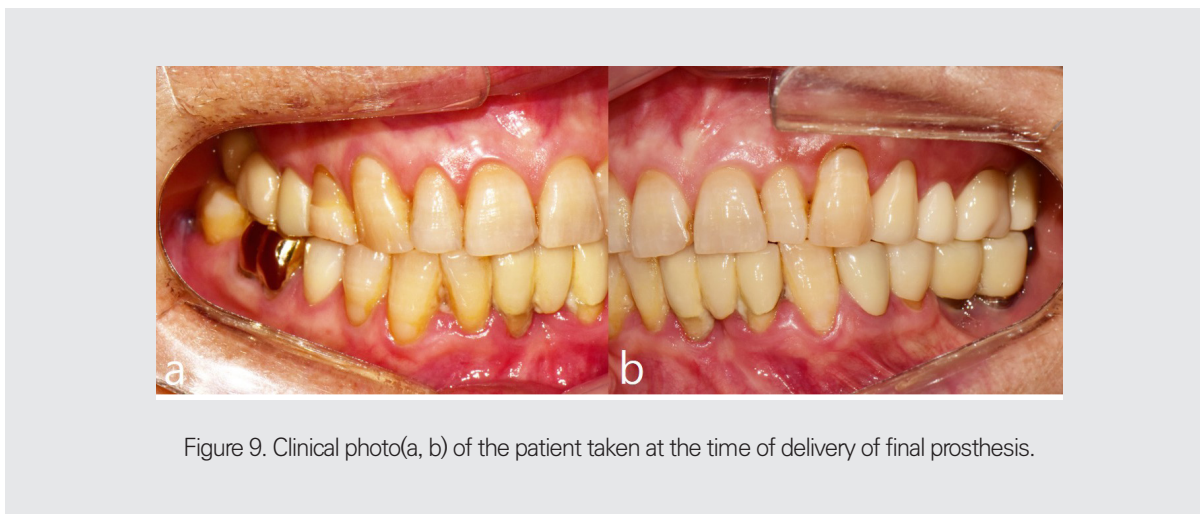 a
b
Figure 9. Clinical photo(a, b) of the patient taken at the time of delivery of final prosthesis.